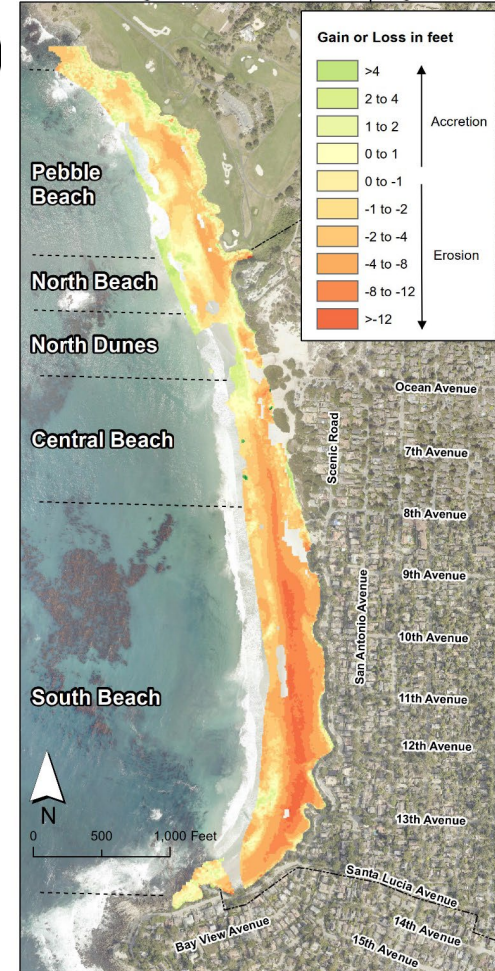 Gain or Loss in feet
>4
2 to 4
1 to 2
0 to 1
0 to -1
-1 to -2
-2 to -4
-4 to -8
-8 to -12
>-12
Accretion
Erosion
Pebble
Beach
North Beach
North Dunes
Central Beach
South Beach
Ocean Avenue
Scenic Road
7th Avenue
8th Avenue
9th Avenue
San Antonio Avenue
10th Avenue
11th Avenue
12th Avenue
13th Avenue
Santa Lucia Avenue
14th Avenue
15th Avenue
Bay View Avenue
N
0 500 1,000 Feet